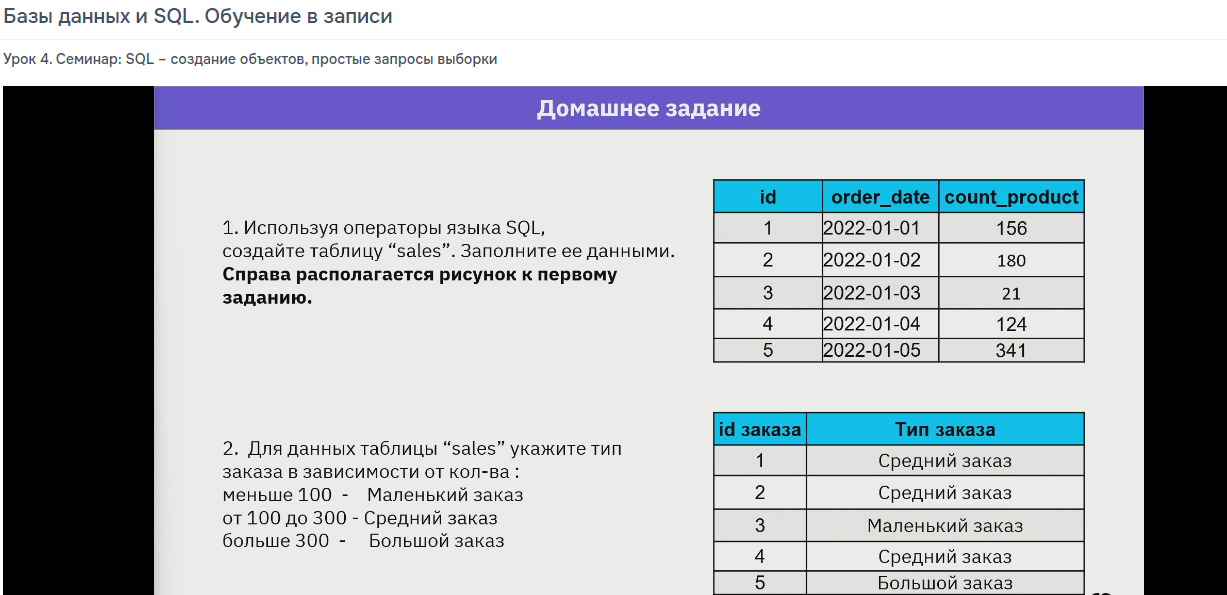 Базы данных и SQL. Обучение в записи
Урок 4. Семинар: SQL – создание объектов, простые запросы выборки
Домашнее задание
1. Используя операторы языка SQL,
создайте таблицу “sales”. Заполните ее данными.
Справа располагается рисунок к первому
заданию.
id order_date count_product
1 2022-01-01 156
2 2022-01-02 180
3 2022-01-03 21
4 2022-01-04 124
5 2022-01-05 341
2. Для данных таблицы “sales” укажите тип
заказа в зависимости от кол-ва :
меньше 100 - Маленький заказ
от 100 до 300 - Средний заказ
больше 300 - Большой заказ
id заказа Тип заказа
1 Средний заказ
2 Средний заказ
3 Маленький заказ
4 Средний заказ
5 Большой заказ